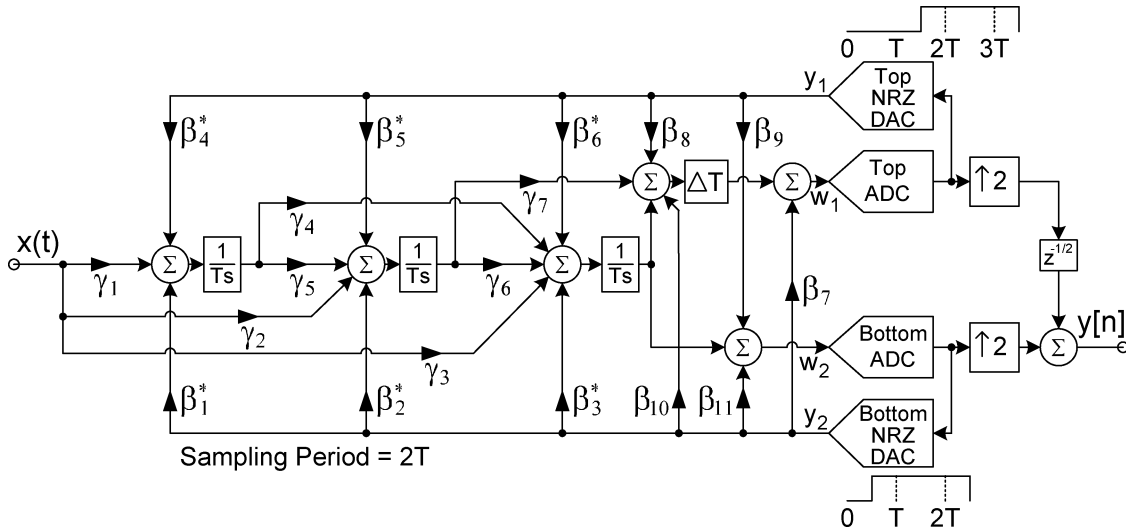 0 T 2T 3T
y1
Top
NRZ
DAC
β4*
β5*
β6*
β8
β9
Σ
ΔT
Σ
w1
Top
ADC
↑2
γ7
γ4
x(t)
γ1
Σ
1/Ts
γ5
Σ
1/Ts
γ6
Σ
1/Ts
z-1/2
γ2
γ3
β7
Σ
w2
Bottom
ADC
↑2
Σ
y[n]
β1*
β2*
β3*
β10
β11
y2
Bottom
NRZ
DAC
Sampling Period = 2T
0 T 2T